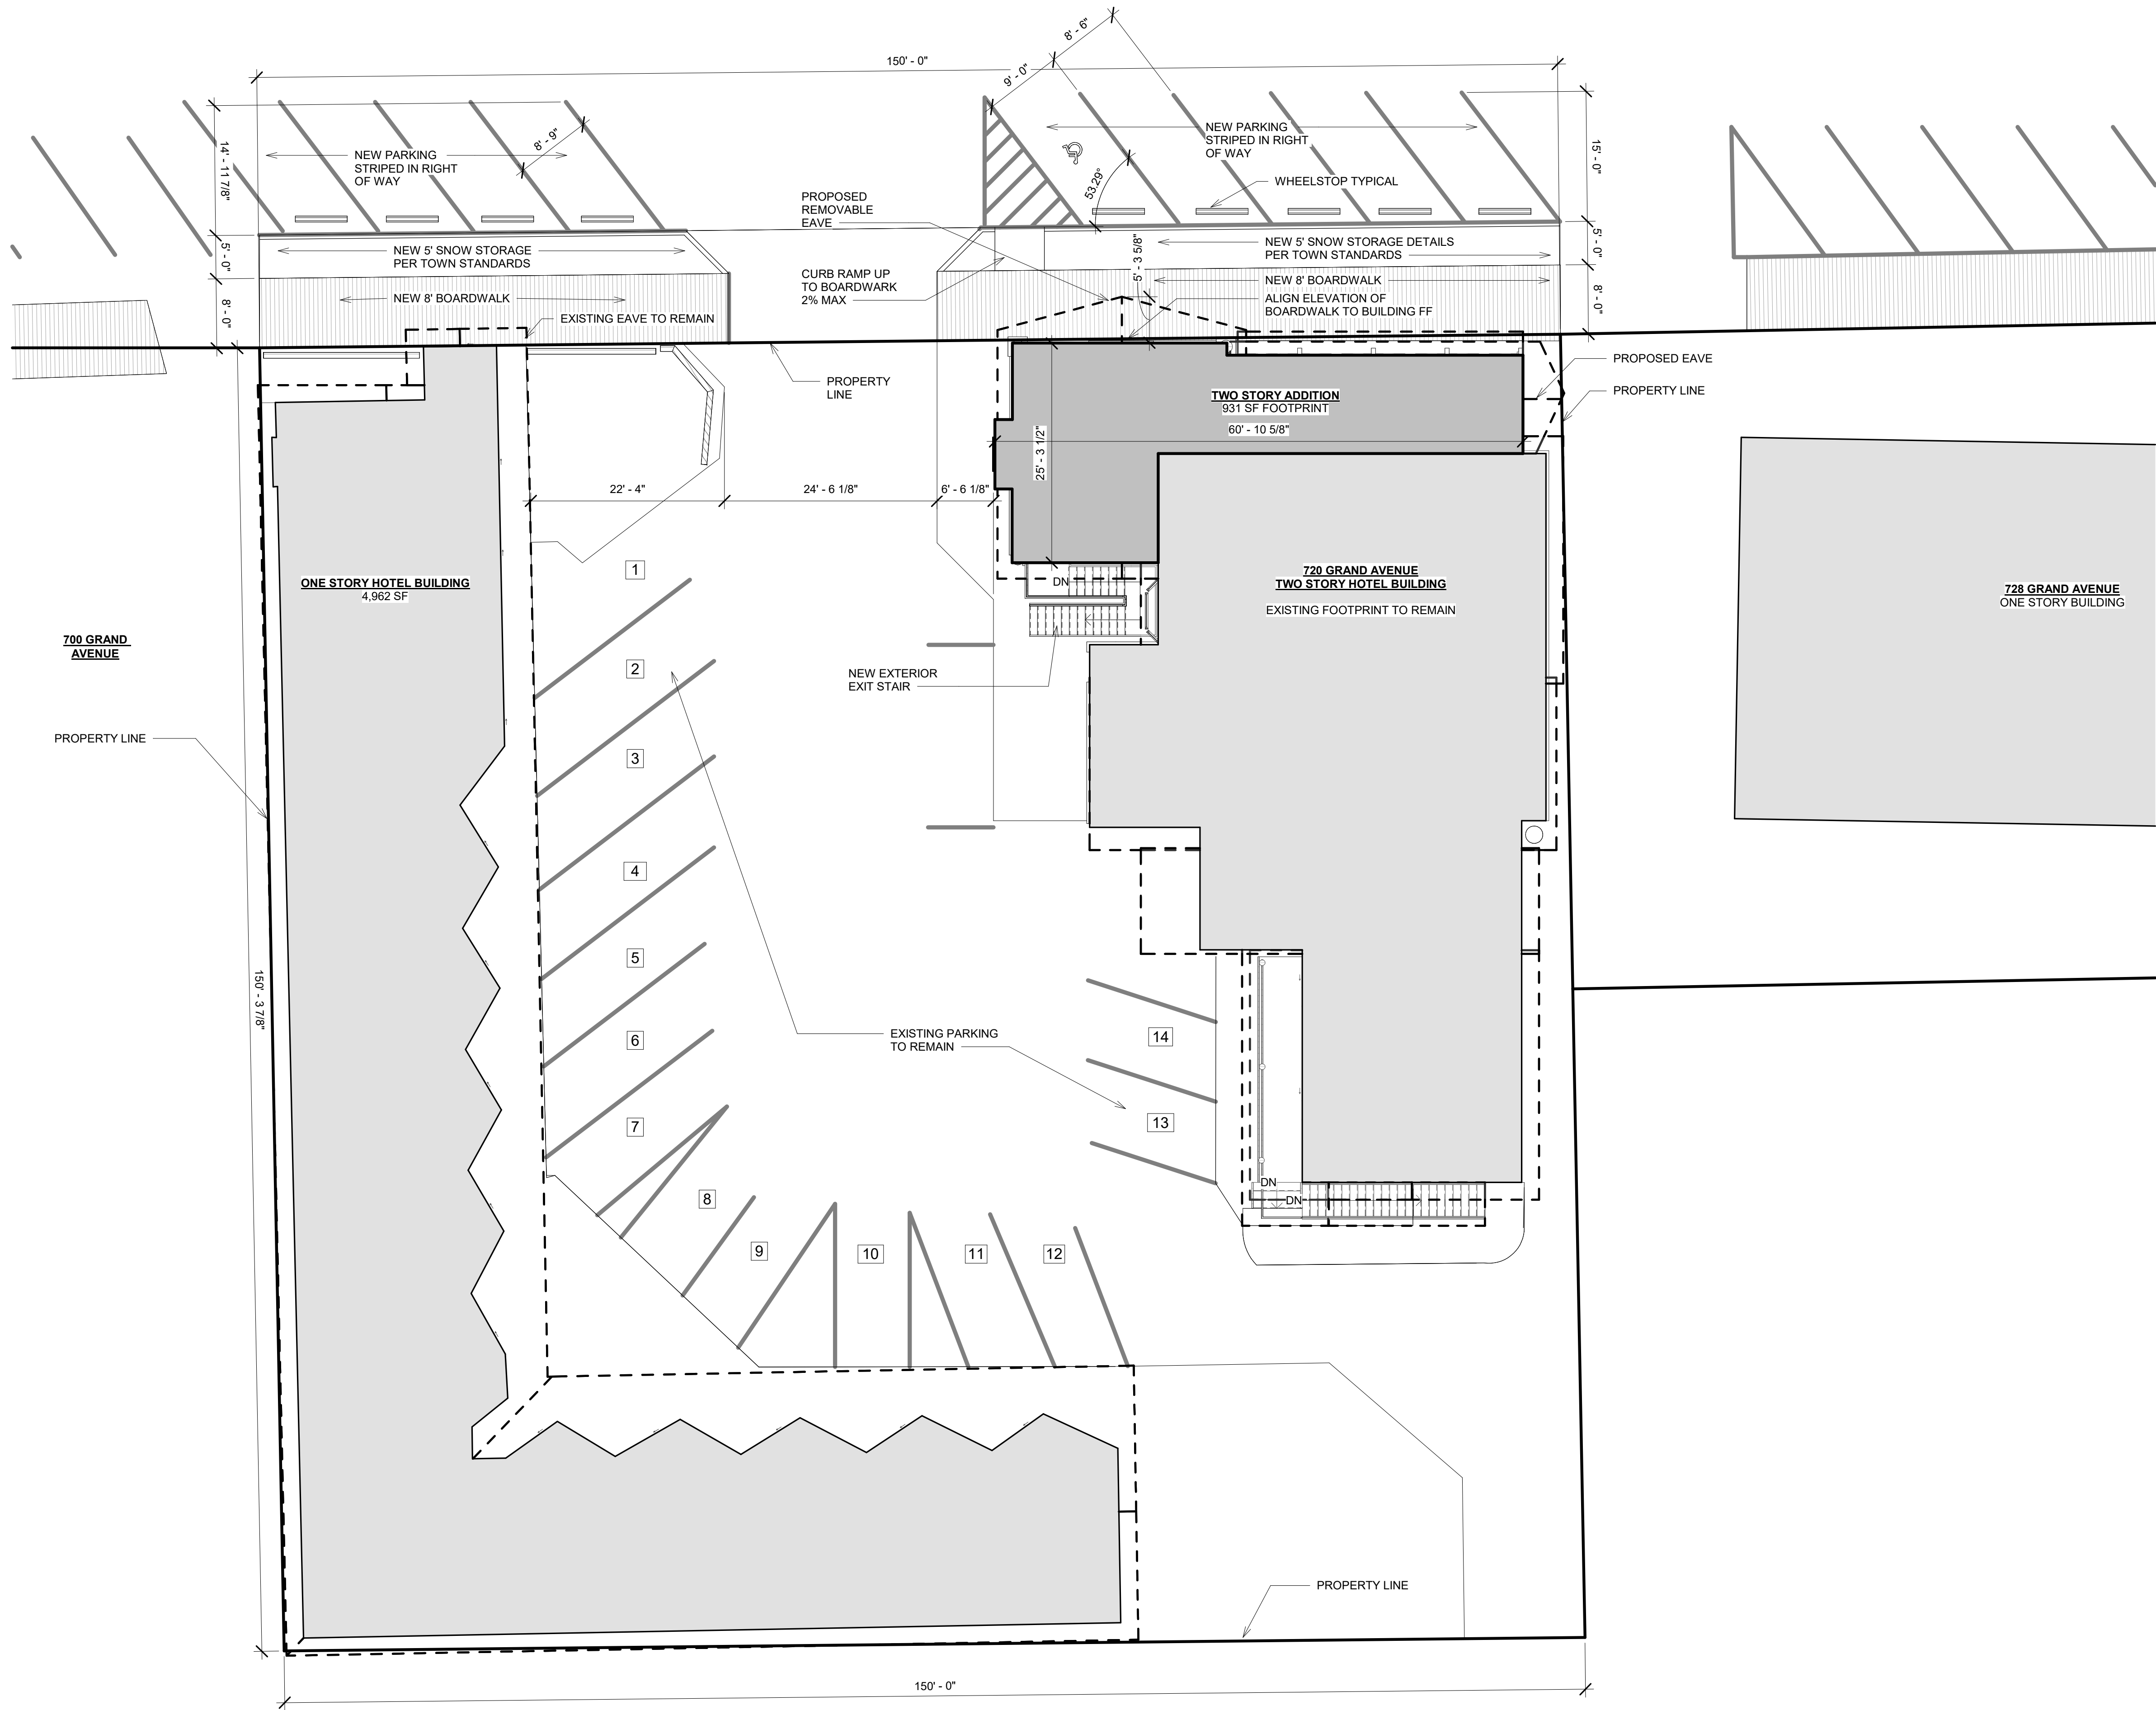 8' - 6"
150' - 0"
9' - 0"
14' - 11 7/8"
8' - 9"
NEW PARKING
STRIPED IN RIGHT
OF WAY
NEW PARKING
STRIPED IN RIGHT
OF WAY
15' - 0"
53.29°
WHEELSTOP TYPICAL
PROPOSED
REMOVABLE
EAVE
5' - 0"
NEW 5' SNOW STORAGE
PER TOWN STANDARDS
5' - 3 5/8"
NEW 5' SNOW STORAGE DETAILS
PER TOWN STANDARDS
5' - 0"
CURB RAMP UP
TO BOARDWARK
2% MAX
8' - 0"
NEW 8' BOARDWALK
NEW 8' BOARDWALK
8' - 0"
EXISTING EAVE TO REMAIN
ALIGN ELEVATION OF
BOARDWALK TO BUILDING FF
PROPOSED EAVE
PROPERTY
LINE
TWO STORY ADDITION
931 SF FOOTPRINT
PROPERTY LINE
60' - 10 5/8"
25' - 3 1/2"
22' - 4"
24' - 6 1/8"
6' - 6 1/8"
1
ONE STORY HOTEL BUILDING
4,962 SF
DN
720 GRAND AVENUE
TWO STORY HOTEL BUILDING
EXISTING FOOTPRINT TO REMAIN
728 GRAND AVENUE
ONE STORY BUILDING
700 GRAND
AVENUE
2
NEW EXTERIOR
EXIT STAIR
PROPERTY LINE
3
4
5
150' - 3 7/8"
6
EXISTING PARKING
TO REMAIN
14
7
13
8
DN
DN
9
10
11
12
PROPERTY LINE
150' - 0"